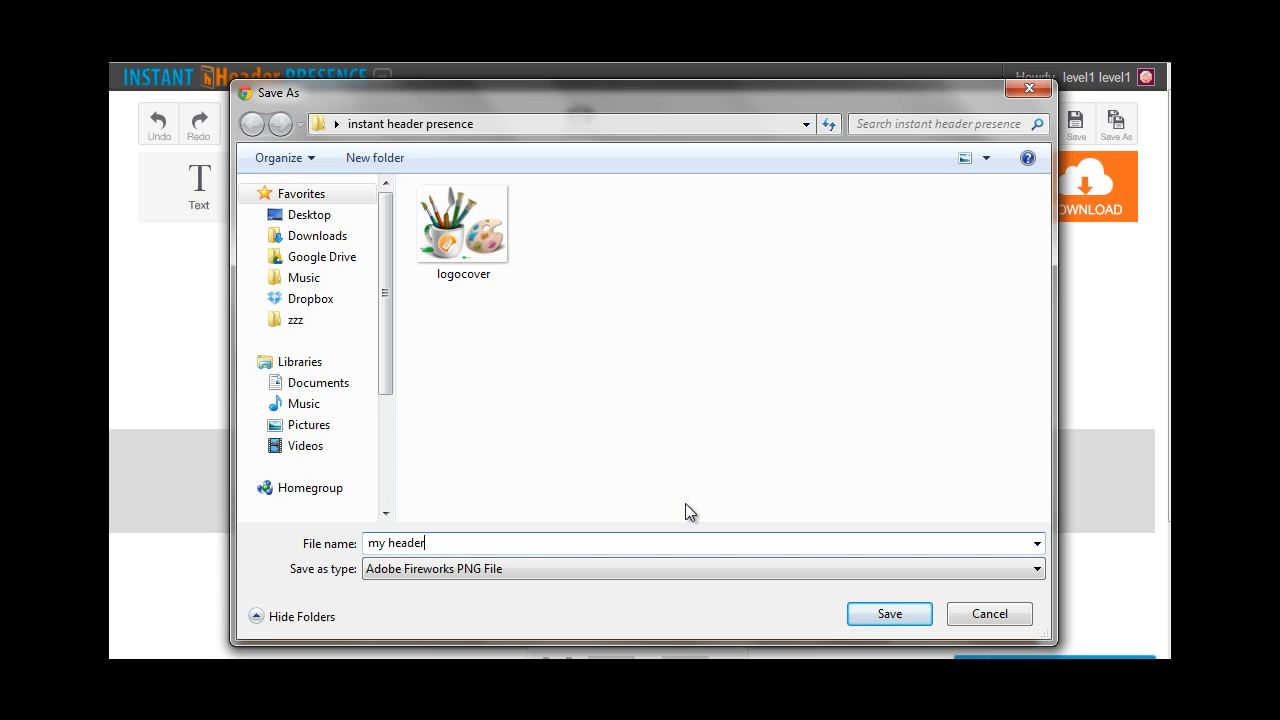 INSTANT Header PRESENCE
Howdy, level1 level1
Save As
instant header presence
Search instant header presence
Undo
Redo
Save
Save As
Organize
New folder
Text
DOWNLOAD
Favorites
Desktop
Downloads
Google Drive
Music
Dropbox
zzz
Libraries
Documents
Music
Pictures
Videos
Homegroup
logocover
File name: my header
Save as type: Adobe Fireworks PNG File
Hide Folders
Save
Cancel